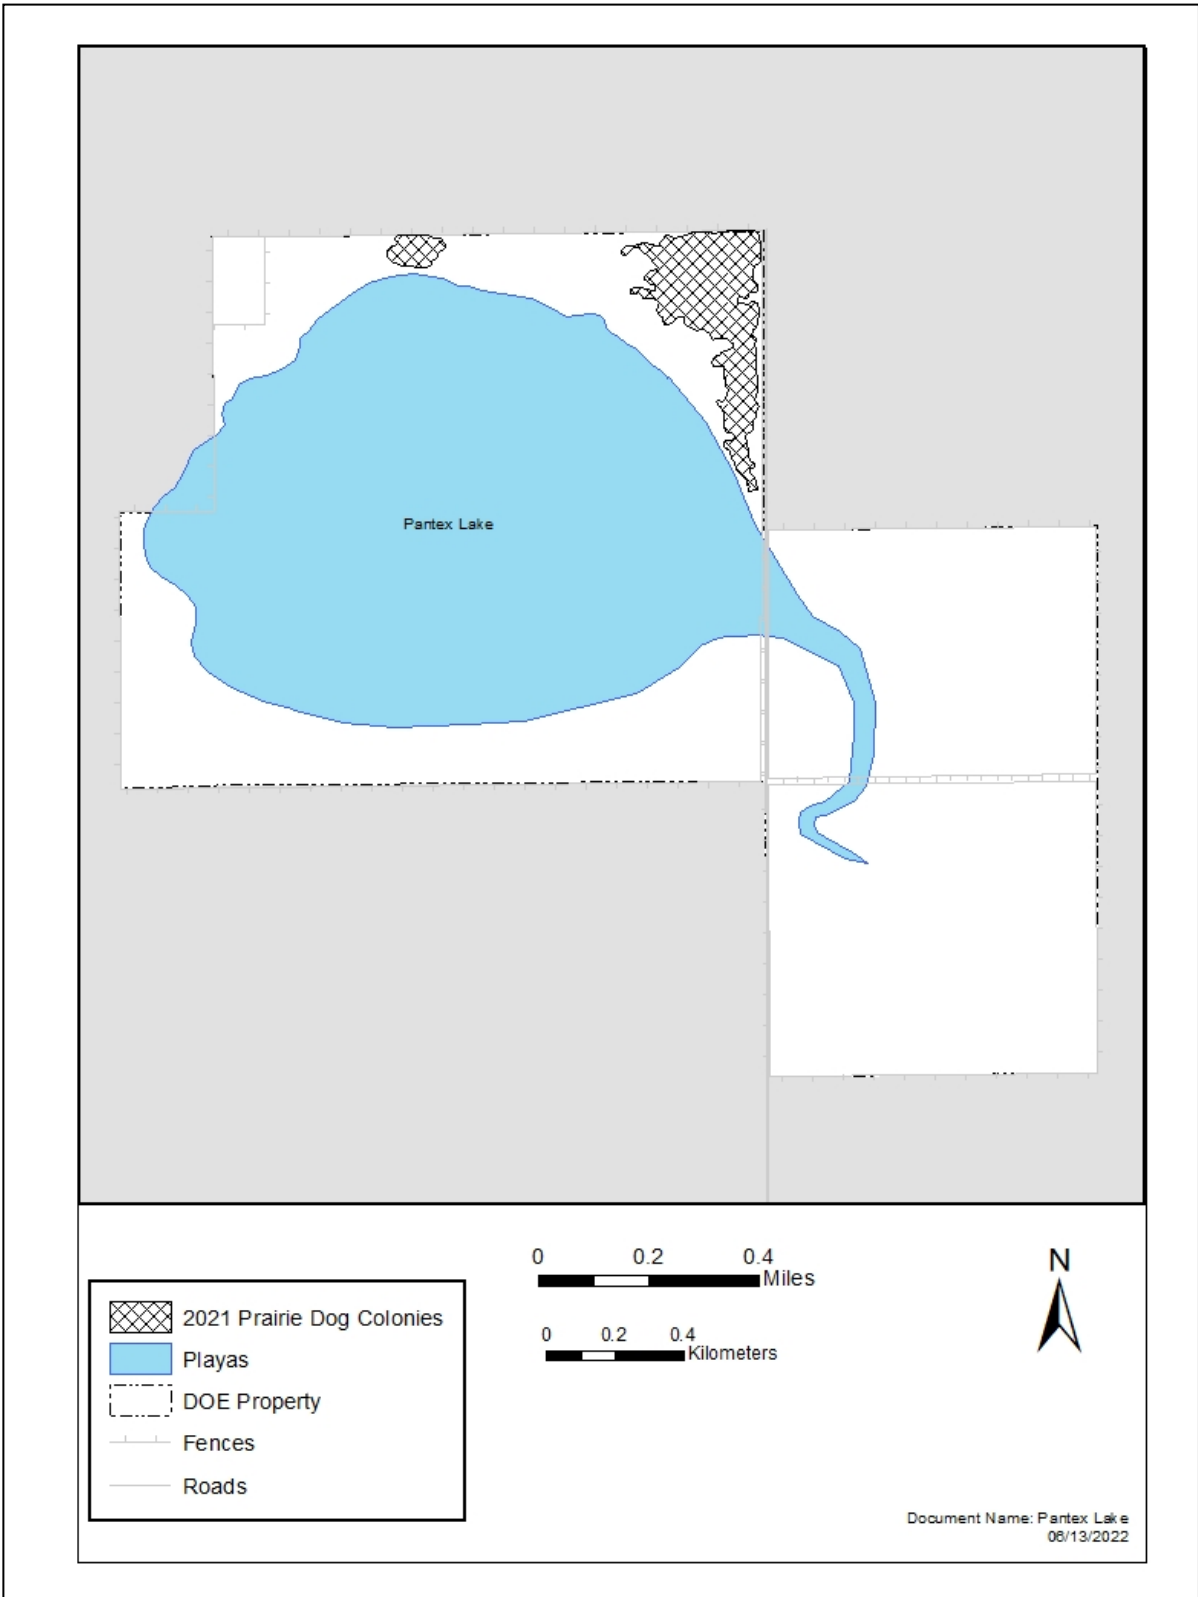 Pantex Lake
0 0.2 0.4
Miles
0 0.2 0.4
Kilometers
N
2021 Prairie Dog Colonies
Playas
DOE Property
Fences
Roads
Document Name: Pantex Lake
06/13/2022